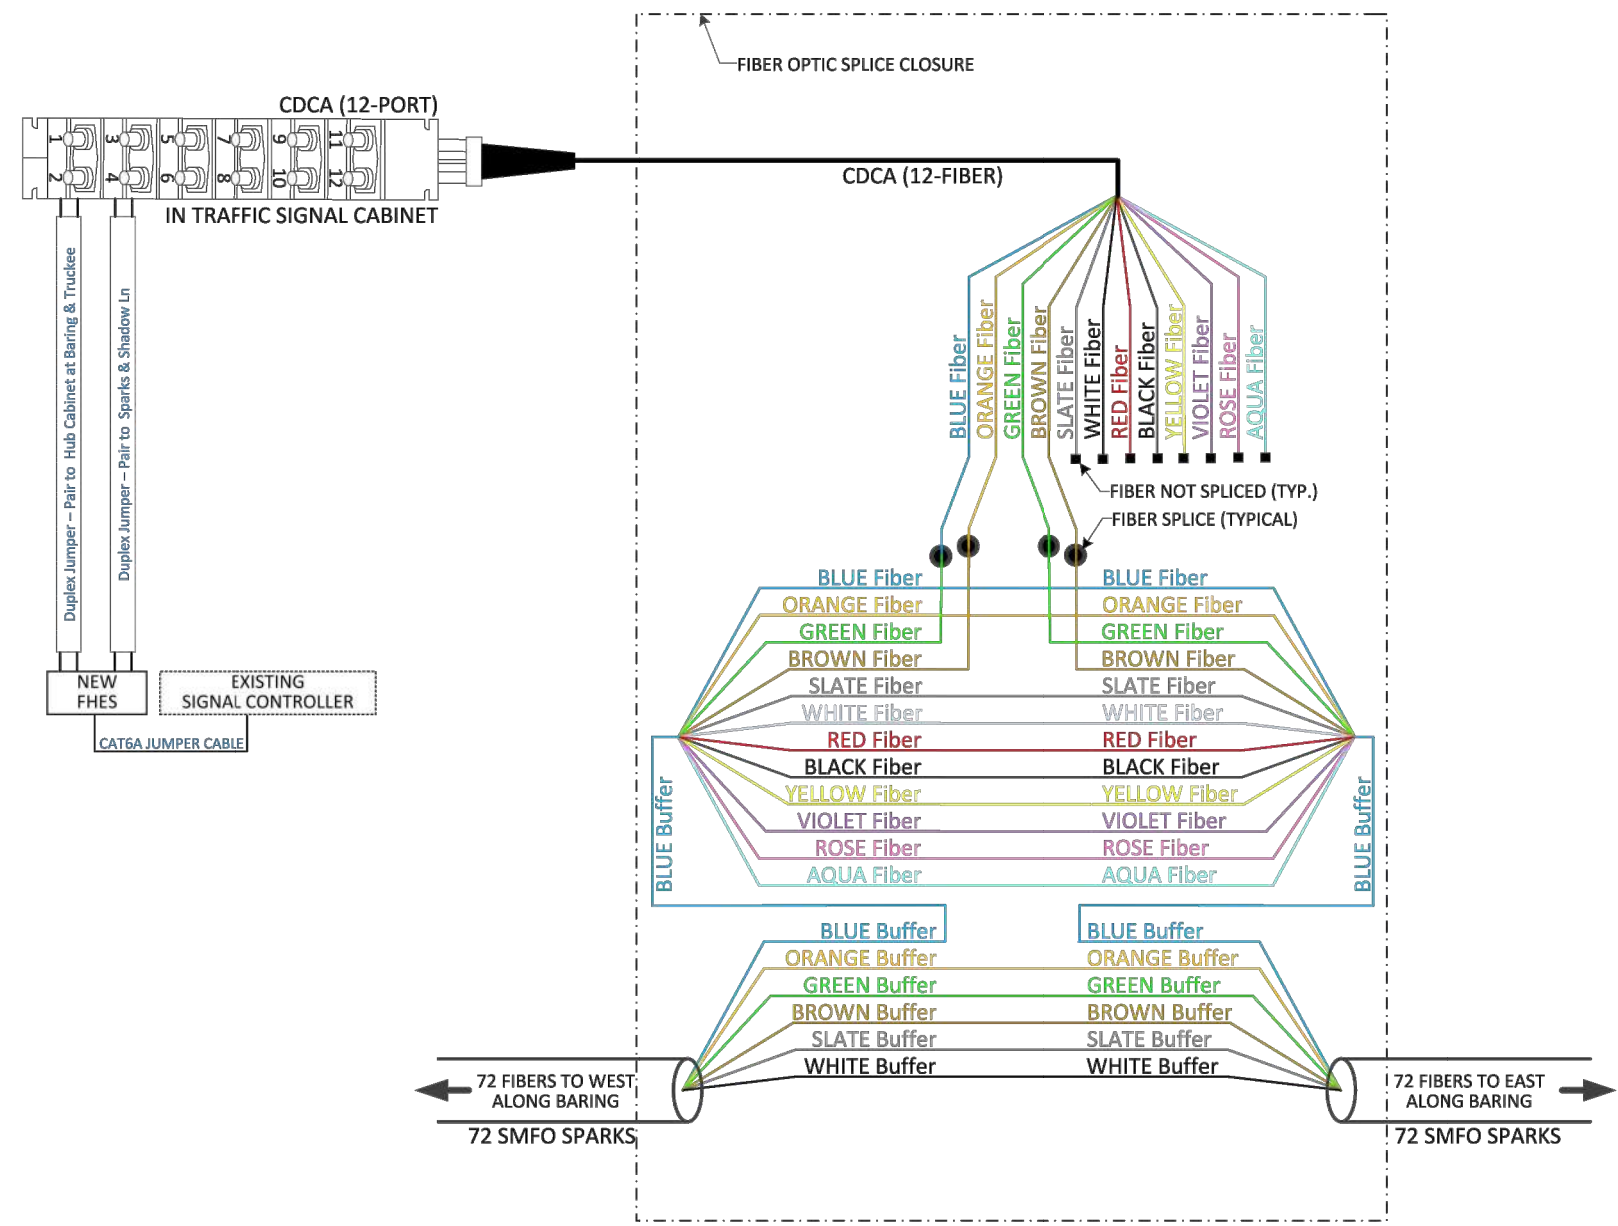 FIBER OPTIC SPLICE CLOSURE
CDCA (12-PORT)
1 3 5 7 9 11
2 4 6 8 10 12
IN TRAFFIC SIGNAL CABINET
CDCA (12-FIBER)
Duplex Jumper – Pair to Hub Cabinet at Baring & Truckee
Duplex Jumper – Pair to Sparks & Shadow Ln
NEW
FHES
EXISTING
SIGNAL CONTROLLER
CAT6A JUMPER CABLE
BLUE Fiber
ORANGE Fiber
GREEN Fiber
BROWN Fiber
SLATE Fiber
WHITE Fiber
RED Fiber
BLACK Fiber
YELLOW Fiber
VIOLET Fiber
ROSE Fiber
AQUA Fiber
FIBER NOT SPLICED (TYP.)
FIBER SPLICE (TYPICAL)
BLUE Fiber BLUE Fiber
ORANGE Fiber ORANGE Fiber
GREEN Fiber GREEN Fiber
BROWN Fiber BROWN Fiber
SLATE Fiber SLATE Fiber
WHITE Fiber WHITE Fiber
RED Fiber RED Fiber
BLACK Fiber BLACK Fiber
YELLOW Fiber YELLOW Fiber
VIOLET Fiber VIOLET Fiber
ROSE Fiber ROSE Fiber
AQUA Fiber AQUA Fiber
BLUE Buffer
BLUE Buffer
BLUE Buffer BLUE Buffer
ORANGE Buffer ORANGE Buffer
GREEN Buffer GREEN Buffer
BROWN Buffer BROWN Buffer
SLATE Buffer SLATE Buffer
WHITE Buffer WHITE Buffer
72 FIBERS TO WEST
ALONG BARING
72 SMFO SPARKS
72 FIBERS TO EAST
ALONG BARING
72 SMFO SPARKS